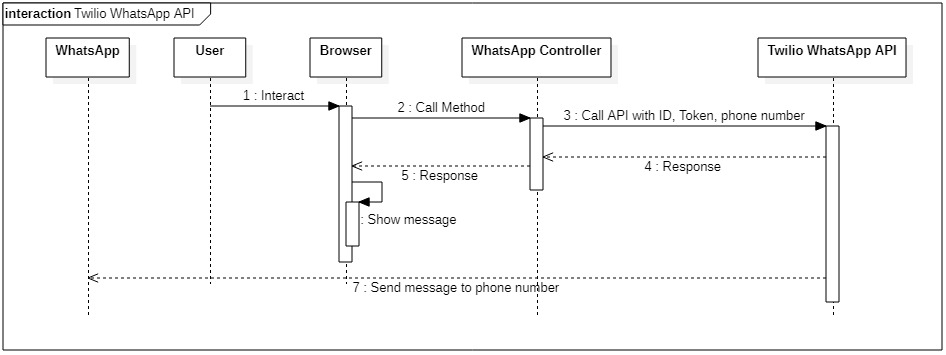 interaction Twilio WhatsApp API
WhatsApp
User
Browser
WhatsApp Controller
Twilio WhatsApp API
1 : Interact
2 : Call Method
3 : Call API with ID, Token, phone number
4 : Response
5 : Response
: Show message
7 : Send message to phone number